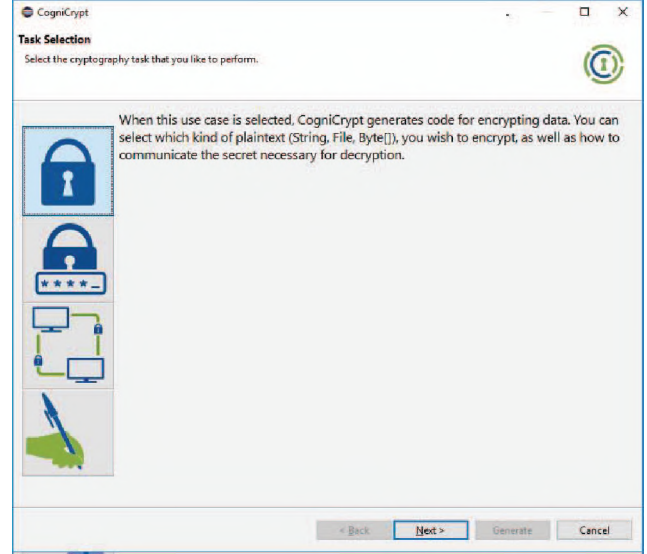 CogniCrypt
Task Selection
Select the cryptography task that you like to perform.
When this use case is selected, CogniCrypt generates code for encrypting data. You can
select which kind of plaintext (String, File, Byte[]), you wish to encrypt, as well as how to
communicate the secret necessary for decryption.
****_
< Back Next > Generate Cancel